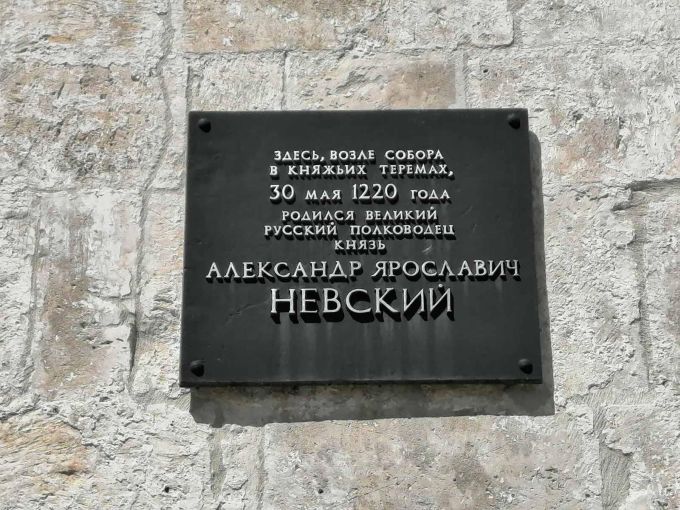 ЗДЕСЬ, ВОЗЛЕ СОБОРА
В КНЯЖЬИХ ТЕРЕМАХ,
30 МАЯ 1220 ГОДА
РОДИЛСЯ ВЕЛИКИЙ
РУССКИЙ ПОЛКОВОДЕЦ
КНЯЗЬ
АЛЕКСАНДР ЯРОСЛАВИЧ
НЕВСКИЙ